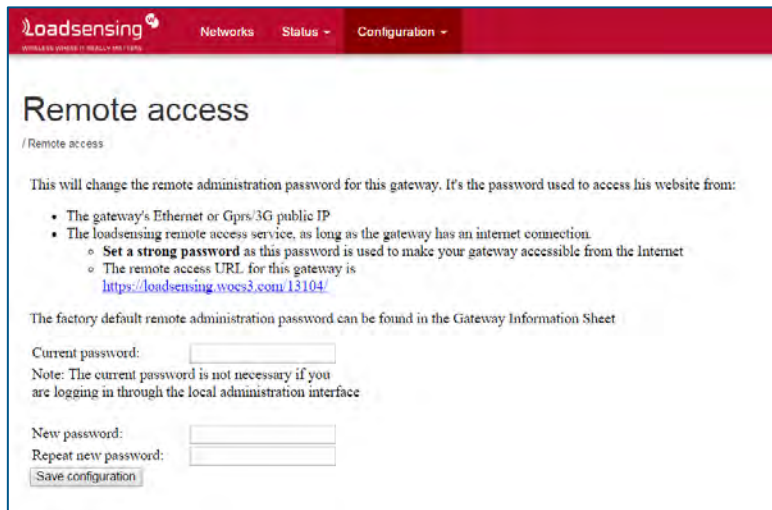 Loadsensing
WIRELESS WHERE IT REALLY MATTERS
Networks Status Configuration
Remote access
/ Remote access
This will change the remote administration password for this gateway. It's the password used to access his website from:
• The gateway's Ethernet or Gprs/3G public IP
• The loadsensing remote access service, as long as the gateway has an internet connection.
○ Set a strong password as this password is used to make your gateway accessible from the Internet
○ The remote access URL for this gateway is
https://loadsensing.wocs3.com/13104/
The factory default remote administration password can be found in the Gateway Information Sheet
Current password:
Note: The current password is not necessary if you
are logging in through the local administration interface
New password:
Repeat new password:
Save configuration